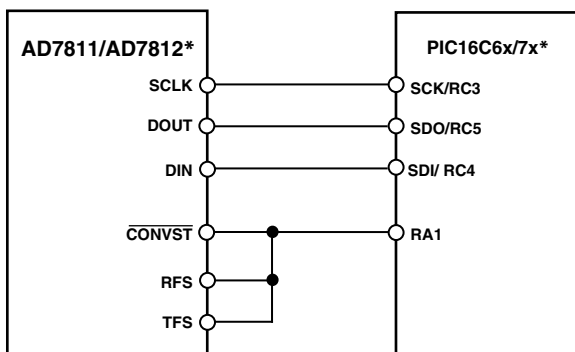 AD7811/AD7812*
PIC16C6x/7x*
SCLK
SCK/RC3
DOUT
SDO/RC5
DIN
SDI/ RC4
CONVST
RA1
RFS
TFS